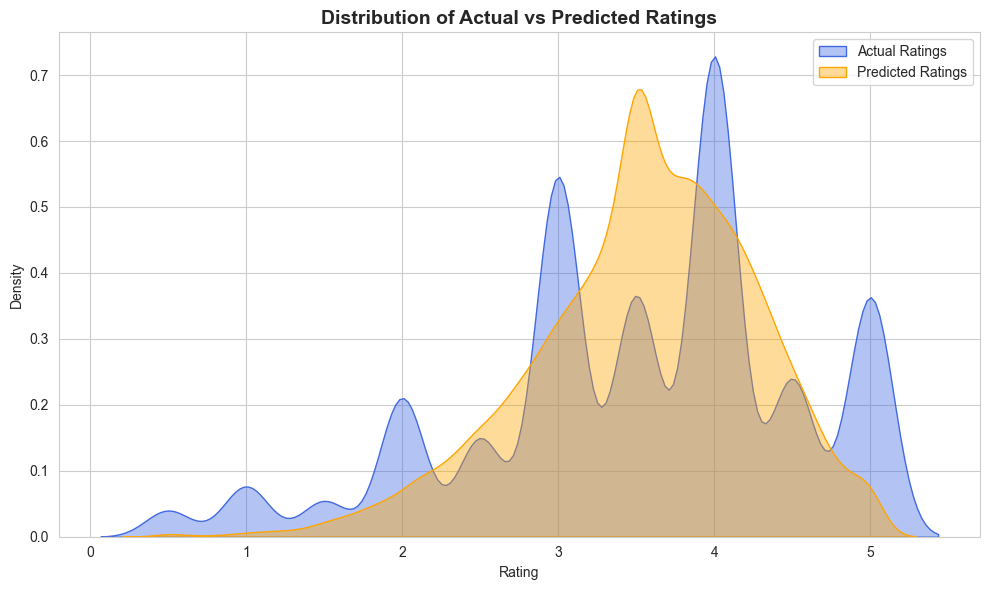 Distribution of Actual vs Predicted Ratings
Actual Ratings
Predicted Ratings
Density
0.7
0.6
0.5
0.4
0.3
0.2
0.1
0.0
0 1 2 3 4 5
Rating